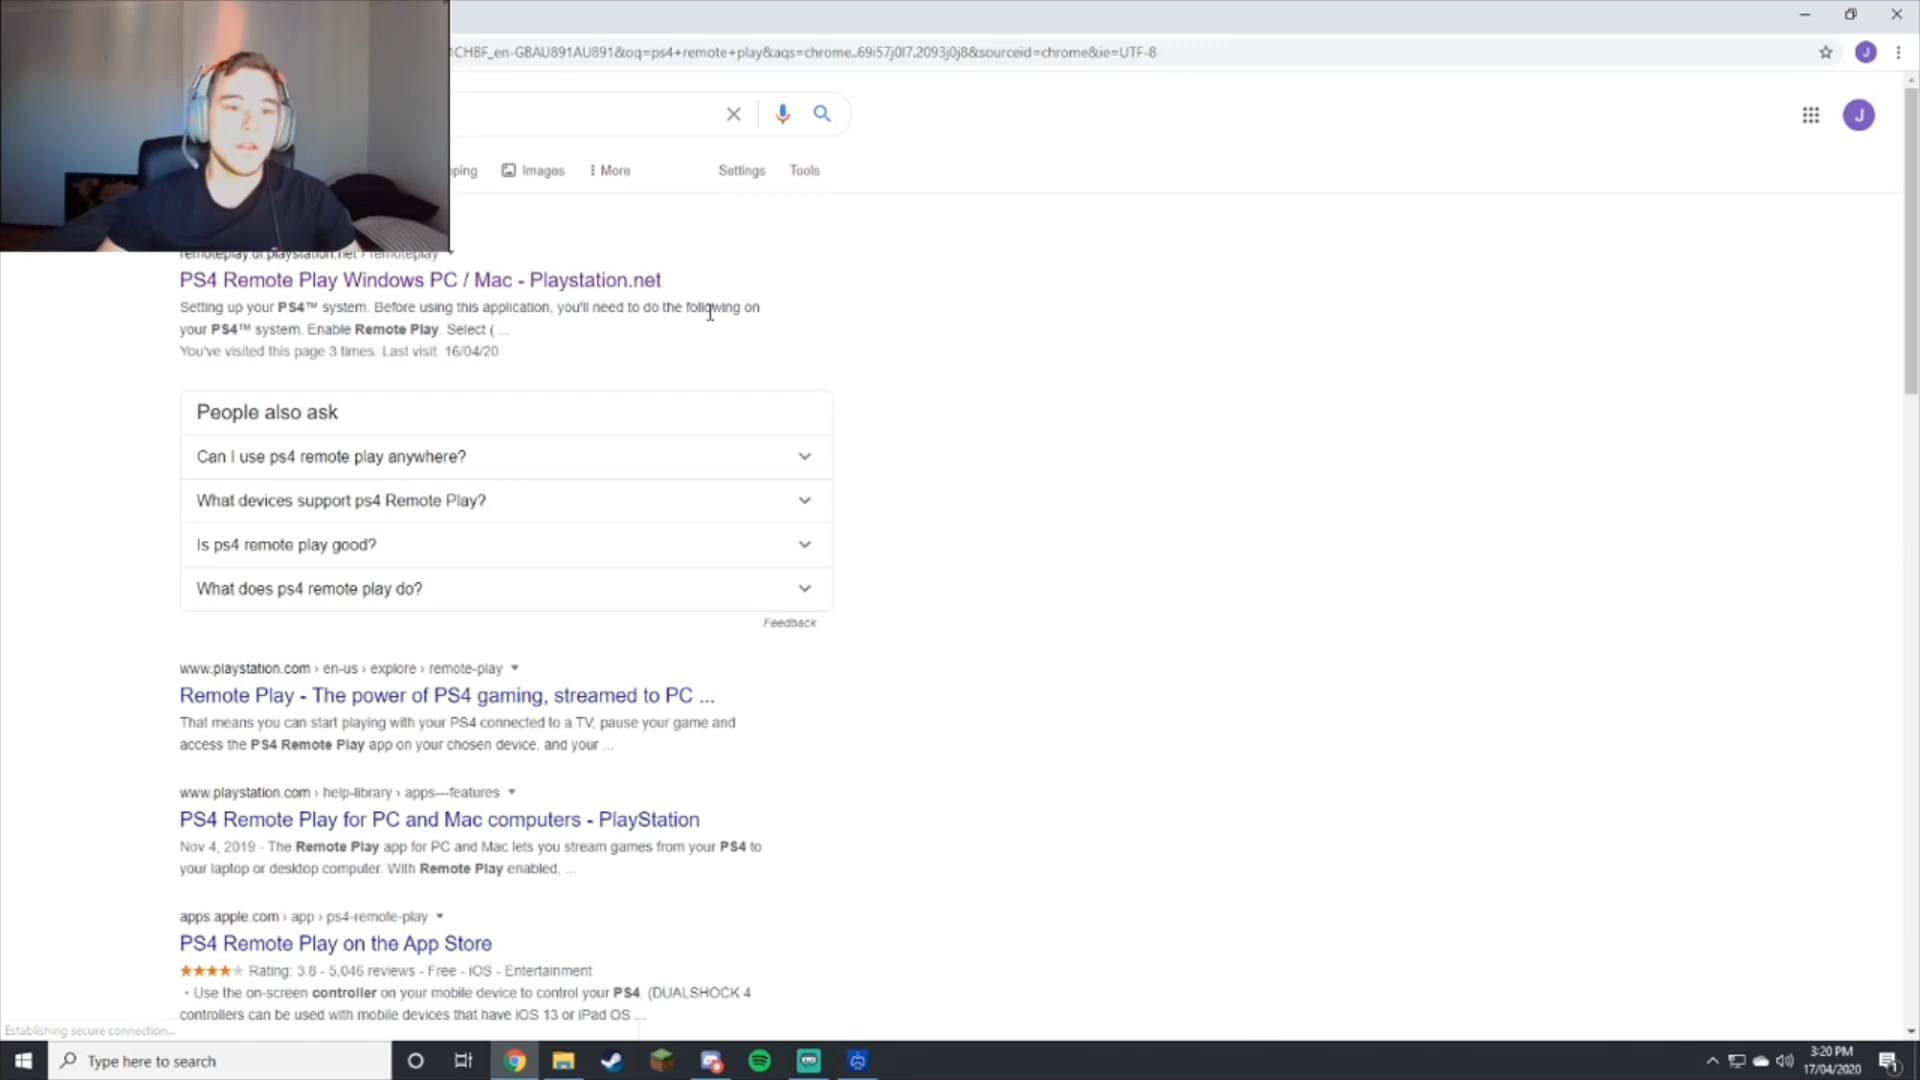 1CHBF_en-GBAU891AU891&oq=ps4+remote+play&aqs=chrome..69i57j0l7.2093j0j8&sourceid=chrome&ie=UTF-8
J
J
pping Images More Settings Tools
remoteplay.dl.playstation.net › remoteplay
PS4 Remote Play Windows PC / Mac - Playstation.net
Setting up your PS4™ system. Before using this application, you'll need to do the following on
your PS4™ system. Enable Remote Play. Select ( ...
You've visited this page 3 times. Last visit: 16/04/20
People also ask
Can I use ps4 remote play anywhere?
What devices support ps4 Remote Play?
Is ps4 remote play good?
What does ps4 remote play do?
Feedback
www.playstation.com › en-us › explore › remote-play
Remote Play - The power of PS4 gaming, streamed to PC ...
That means you can start playing with your PS4 connected to a TV, pause your game and
access the PS4 Remote Play app on your chosen device, and your ...
www.playstation.com › help-library › apps---features
PS4 Remote Play for PC and Mac computers - PlayStation
Nov 4, 2019 - The Remote Play app for PC and Mac lets you stream games from your PS4 to
your laptop or desktop computer. With Remote Play enabled, ...
apps.apple.com › app › ps4-remote-play
PS4 Remote Play on the App Store
Rating: 3.8 - 5,046 reviews - Free - iOS - Entertainment
· Use the on-screen controller on your mobile device to control your PS4. (DUALSHOCK 4
controllers can be used with mobile devices that have iOS 13 or iPad OS ...
Establishing secure connection...
Type here to search
3:20 PM
17/04/2020
1